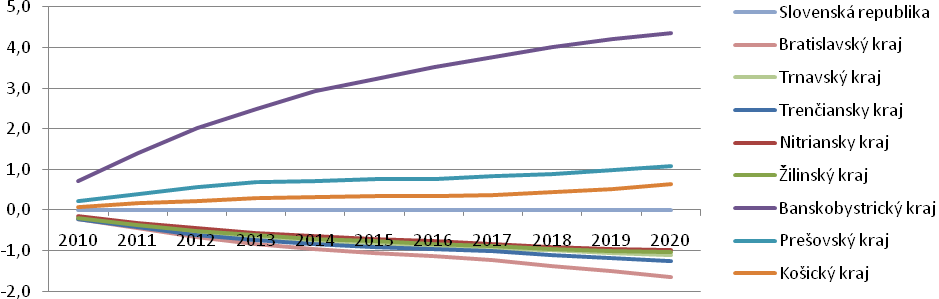 5,0
4,0
3,0
2,0
1,0
0,0
-1,0
-2,0
2010 2011 2012 2013 2014 2015 2016 2017 2018 2019 2020
Slovenská republika
Bratislavský kraj
Trnavský kraj
Trenčiansky kraj
Nitriansky kraj
Žilinský kraj
Banskobystrický kraj
Prešovský kraj
Košický kraj